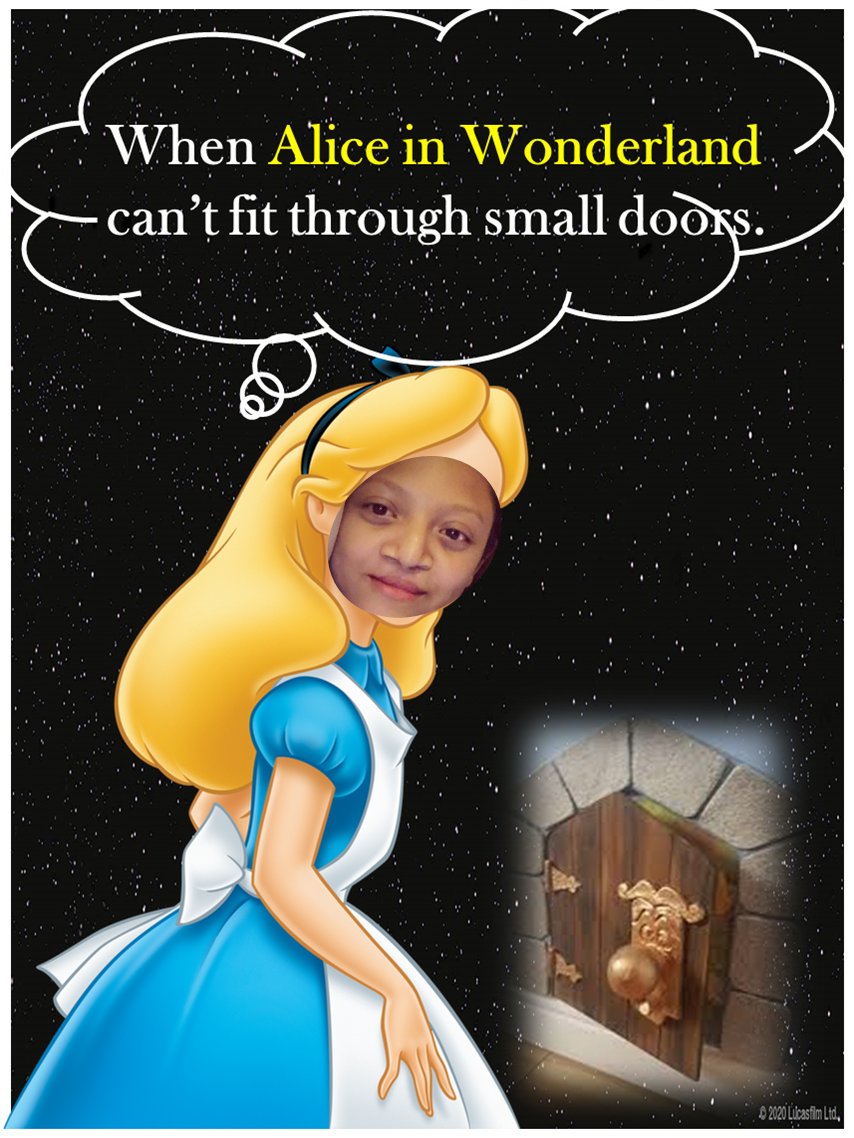 When Alice in Wonderland
can’t fit through small doors.
© 2020 Lucasfilm Ltd.